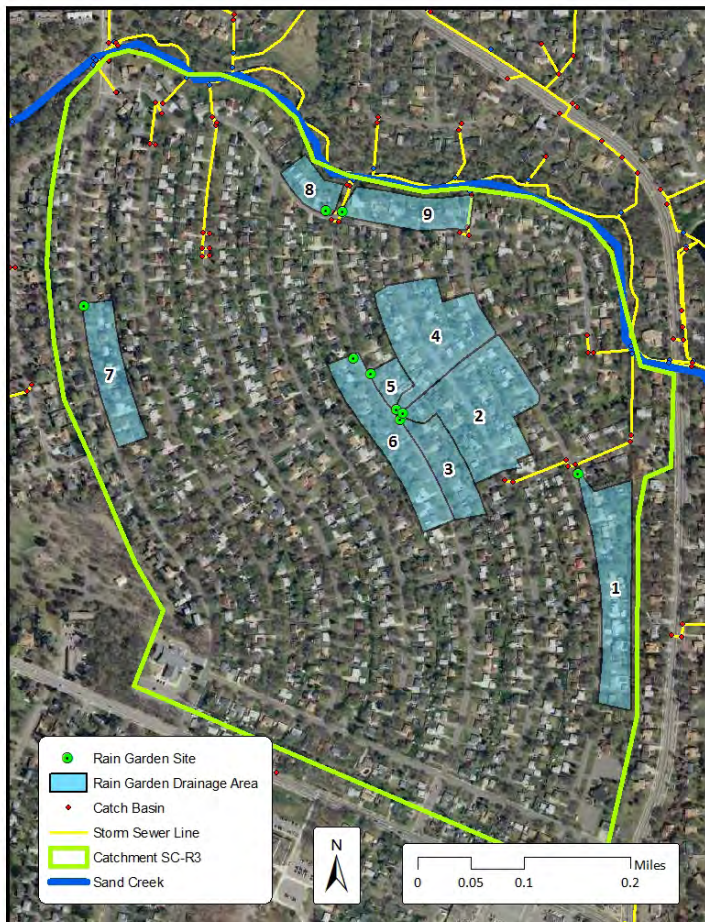 8
9
4
7
5
2
6
3
1
Rain Garden Site
Rain Garden Drainage Area
Catch Basin
Storm Sewer Line
Catchment SC-R3
Sand Creek
N
Miles
0 0.05 0.1 0.2